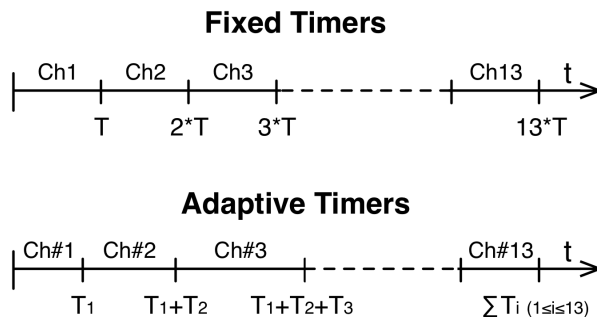 Fixed Timers
Ch1 Ch2 Ch3 Ch13 t
T 2*T 3*T 13*T
Adaptive Timers
Ch#1 Ch#2 Ch#3 Ch#13 t
T1 T1+T2 T1+T2+T3 ∑Ti (1≤i≤13)